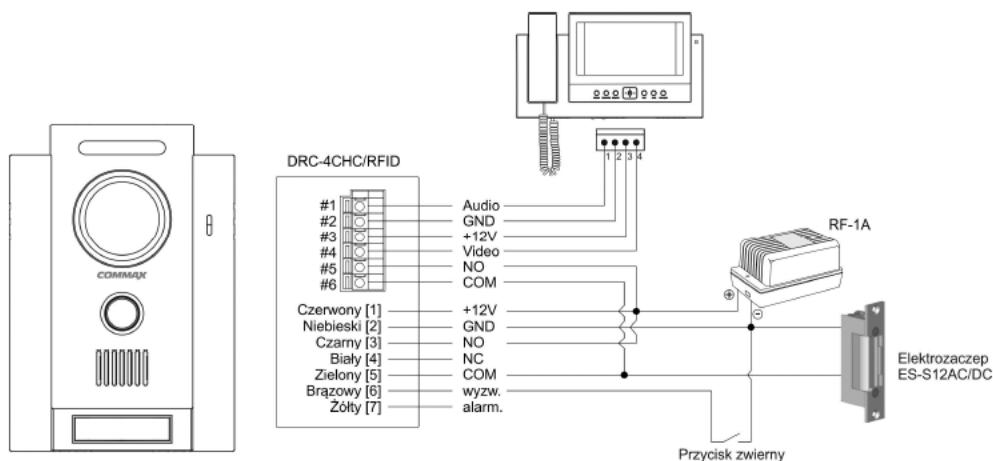 DRC-4CHC/RFID
1 2 3 4
#1 Audio
#2 GND
#3 +12V
#4 Video
#5 NO
#6 COM
Czerwony [1] +12V
Niebieski [2] GND
Czarny [3] NO
Biały [4] NC
Zielony [5] COM
Brązowy [6] wyzw.
Żółty [7] alarm.
COMMAX
RF-1A
+
-
Elektrozaczep
ES-S12AC/DC
Przycisk zwierny